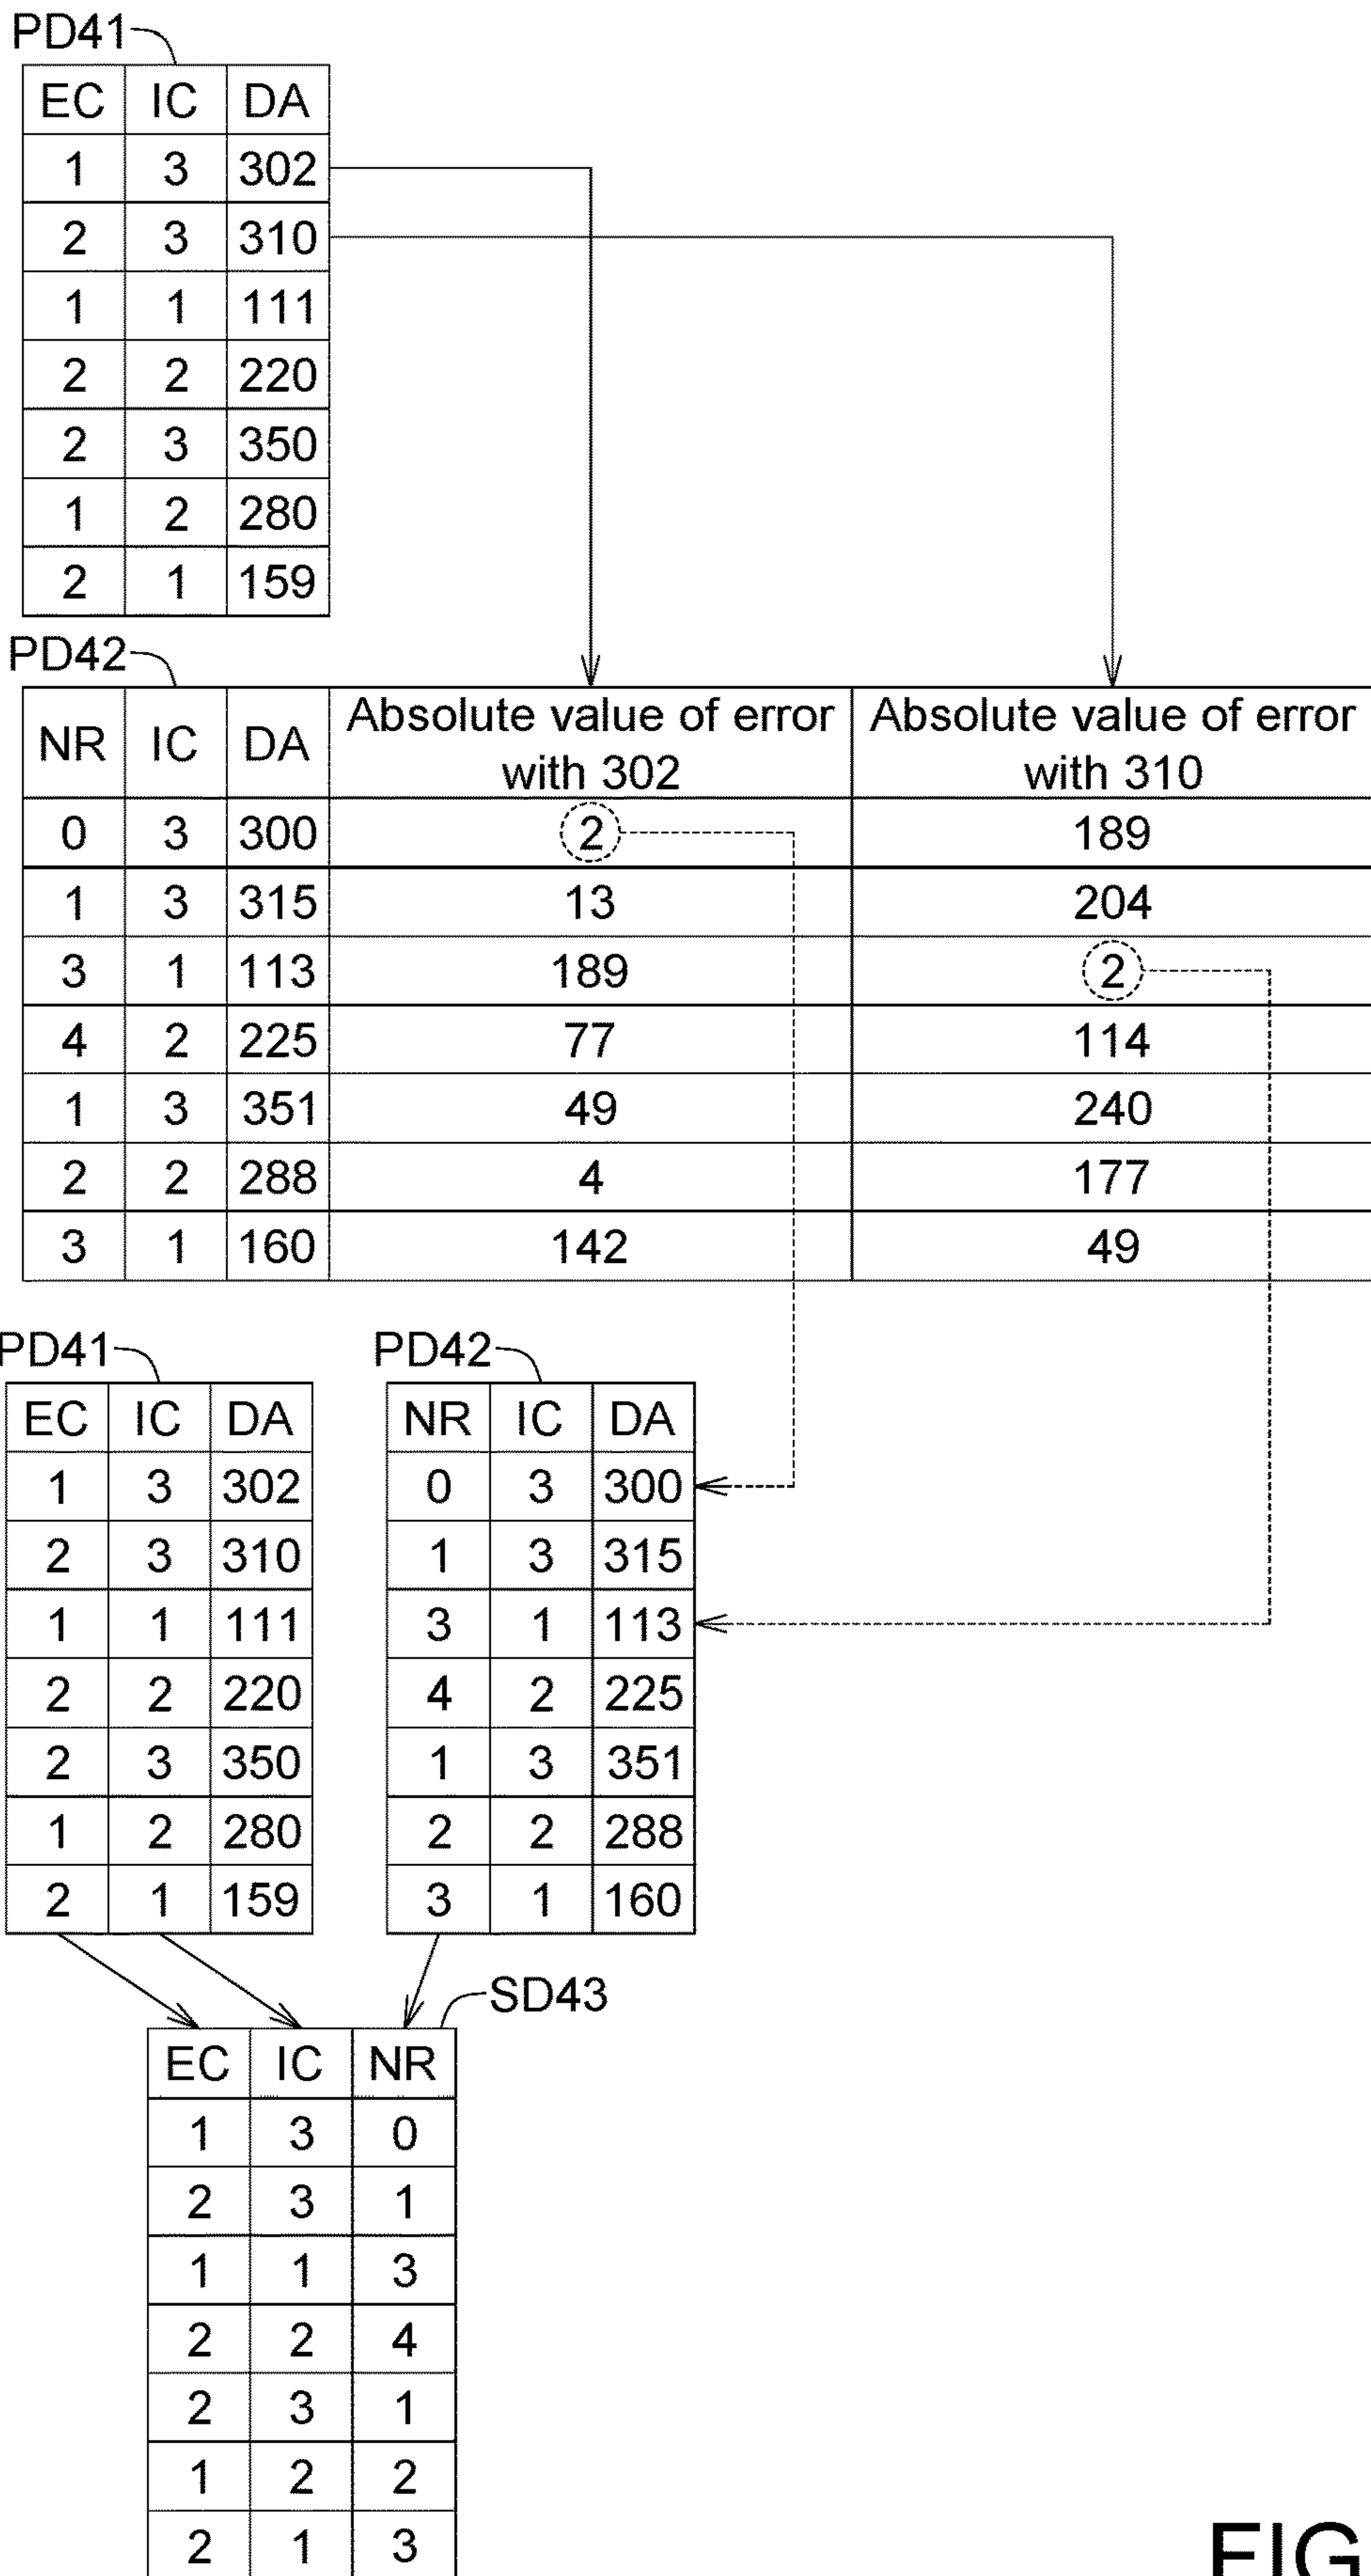 PD41
EC IC DA
1 3 302
2 3 310
1 1 111
2 2 220
2 3 350
1 2 280
2 1 159
PD42
NR IC DA Absolute value of error with 302 Absolute value of error with 310
0 3 300 2 189
1 3 315 13 204
3 1 113 189 2
4 2 225 77 114
1 3 351 49 240
2 2 288 4 177
3 1 160 142 49
PD41
EC IC DA
1 3 302
2 3 310
1 1 111
2 2 220
2 3 350
1 2 280
2 1 159
PD42
NR IC DA
0 3 300
1 3 315
3 1 113
4 2 225
1 3 351
2 2 288
3 1 160
SD43
EC IC NR
1 3 0
2 3 1
1 1 3
2 2 4
2 3 1
1 2 2
2 1 3
FIG